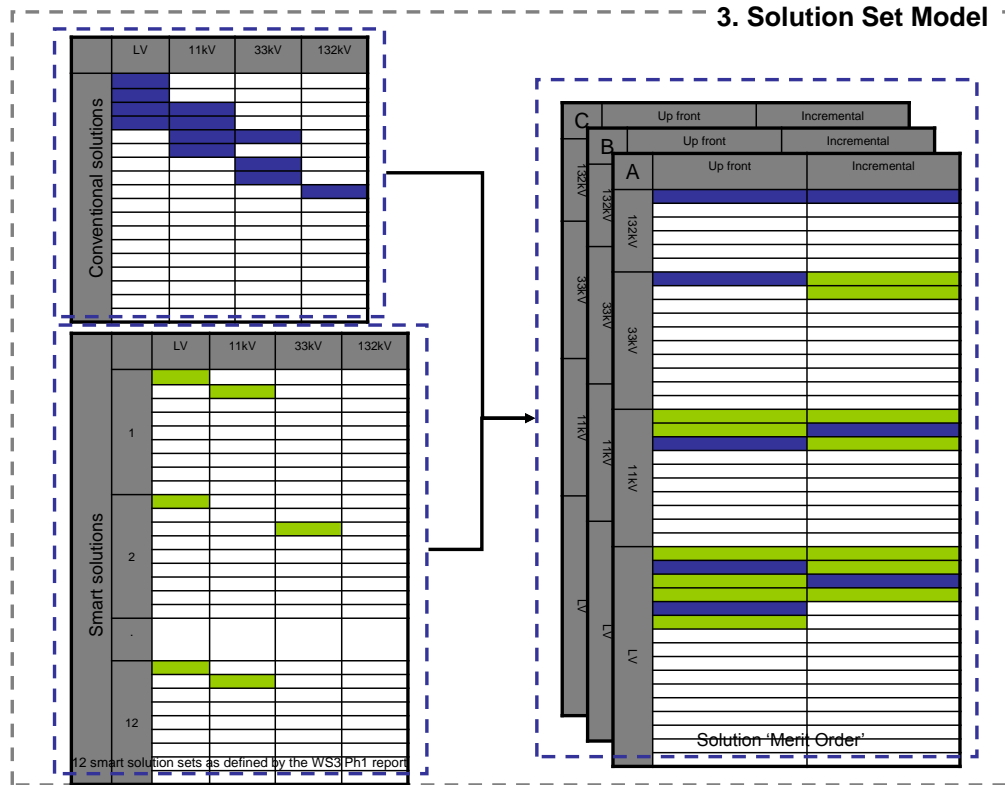 3. Solution Set Model
LV 11kV 33kV 132kV
Conventional solutions
LV 11kV 33kV 132kV
Smart solutions
1
2
.
12
12 smart solution sets as defined by the WS3 Ph1 report
C Up front Incremental
132kV
33kV
11kV
LV
B Up front Incremental
132kV
33kV
11kV
LV
A Up front Incremental
132kV
33kV
11kV
LV
Solution ‘Merit Order’